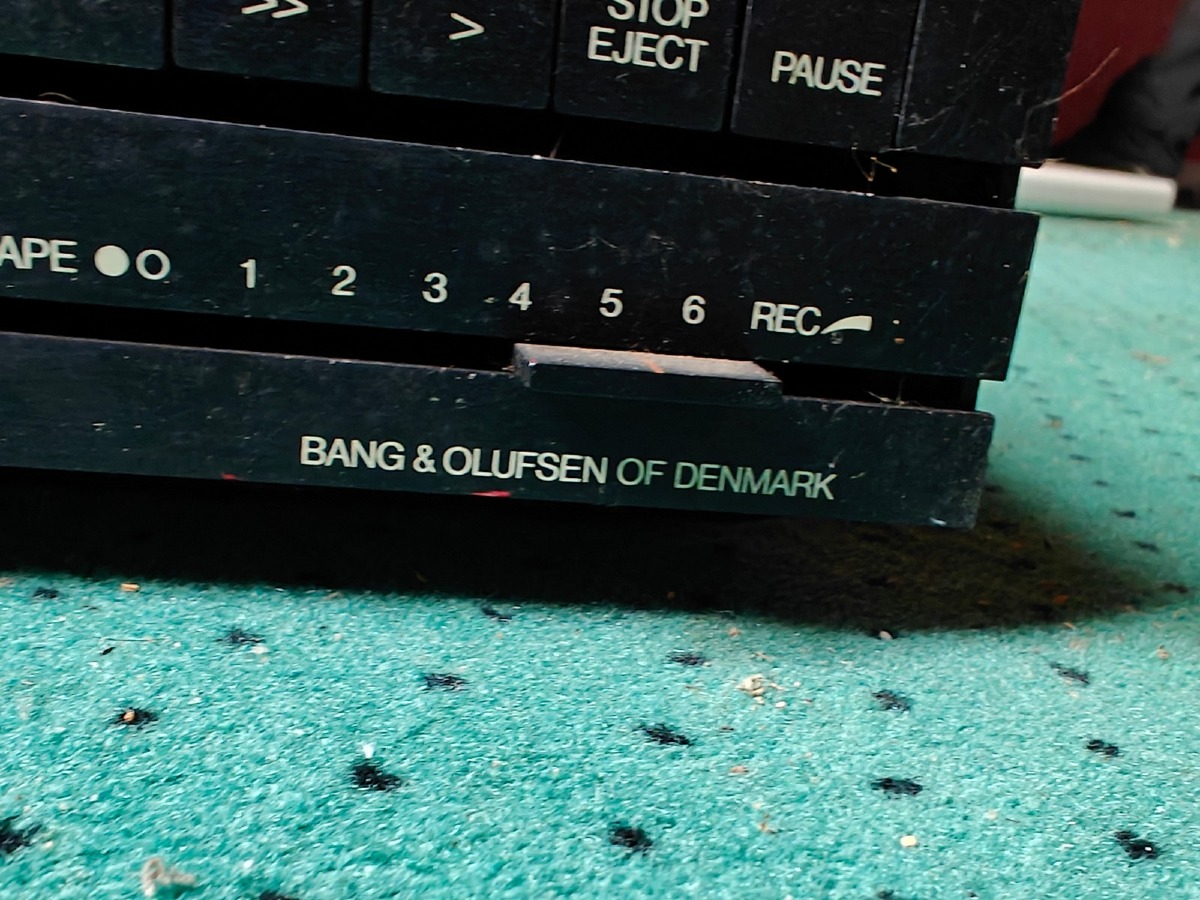 >> > STOP
EJECT PAUSE
APE 1 2 3 4 5 6 REC
BANG & OLUFSEN OF DENMARK